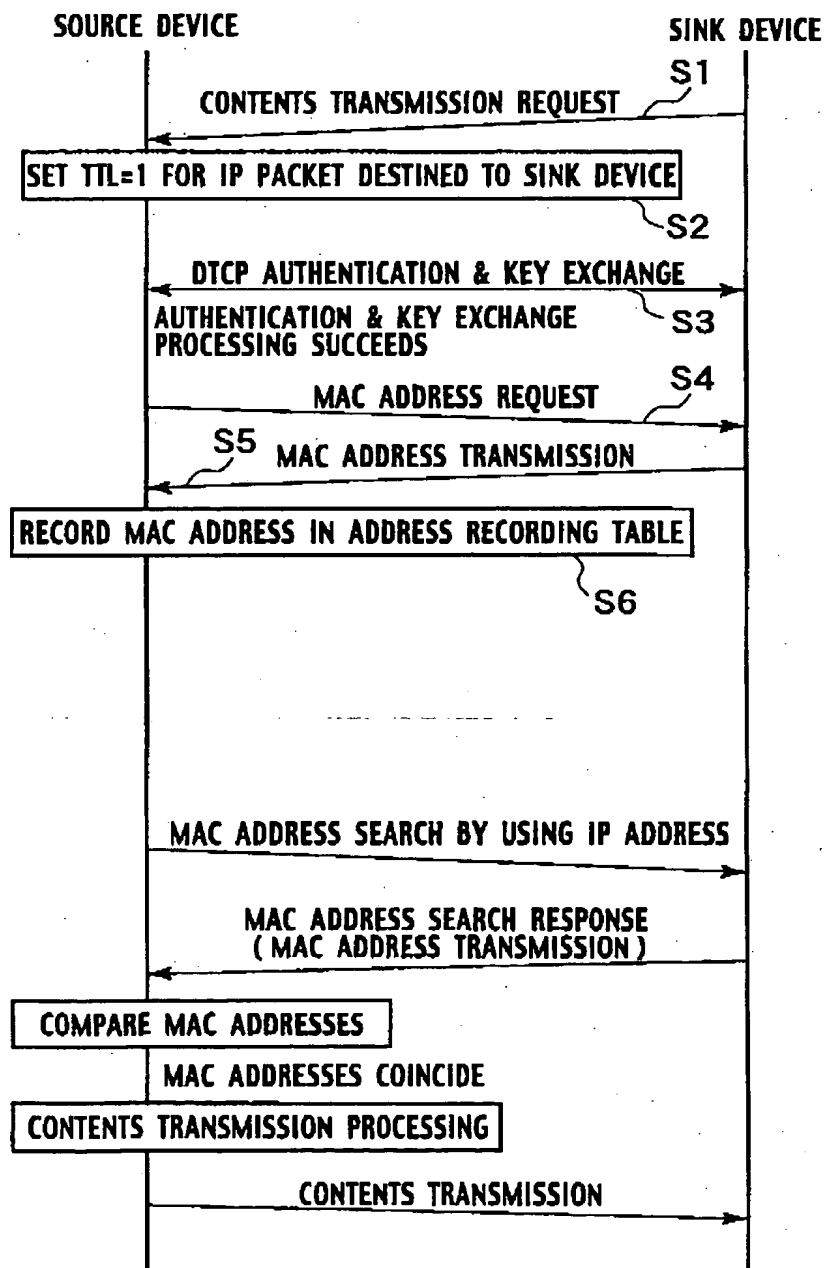 SOURCE DEVICE
SINK DEVICE
S1
CONTENTS TRANSMISSION REQUEST
SET TTL=1 FOR IP PACKET DESTINED TO SINK DEVICE
S2
DTCP AUTHENTICATION & KEY EXCHANGE
S3
AUTHENTICATION & KEY EXCHANGE
PROCESSING SUCCEEDS
S4
MAC ADDRESS REQUEST
S5
MAC ADDRESS TRANSMISSION
RECORD MAC ADDRESS IN ADDRESS RECORDING TABLE
S6
MAC ADDRESS SEARCH BY USING IP ADDRESS
MAC ADDRESS SEARCH RESPONSE
(MAC ADDRESS TRANSMISSION)
COMPARE MAC ADDRESSES
MAC ADDRESSES COINCIDE
CONTENTS TRANSMISSION PROCESSING
CONTENTS TRANSMISSION